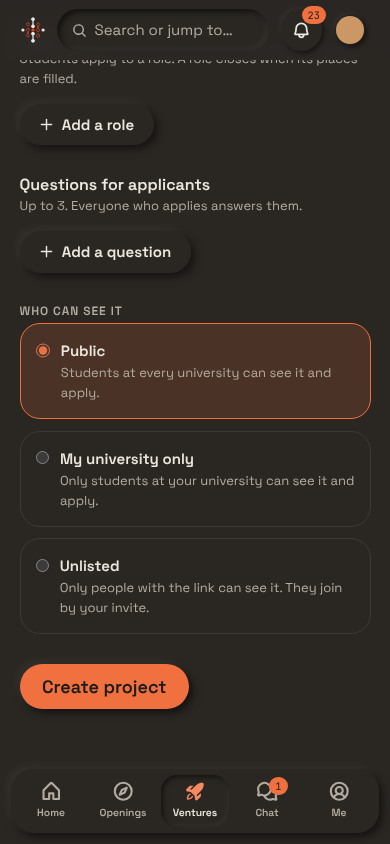 Search or jump to...
23
Students apply to a role. A role closes when its places
are filled.
+ Add a role
Questions for applicants
Up to 3. Everyone who applies answers them.
+ Add a question
WHO CAN SEE IT
Public
Students at every university can see it and
apply.
My university only
Only students at your university can see it and
apply.
Unlisted
Only people with the link can see it. They join
by your invite.
Create project
1
Home Openings Ventures Chat Me